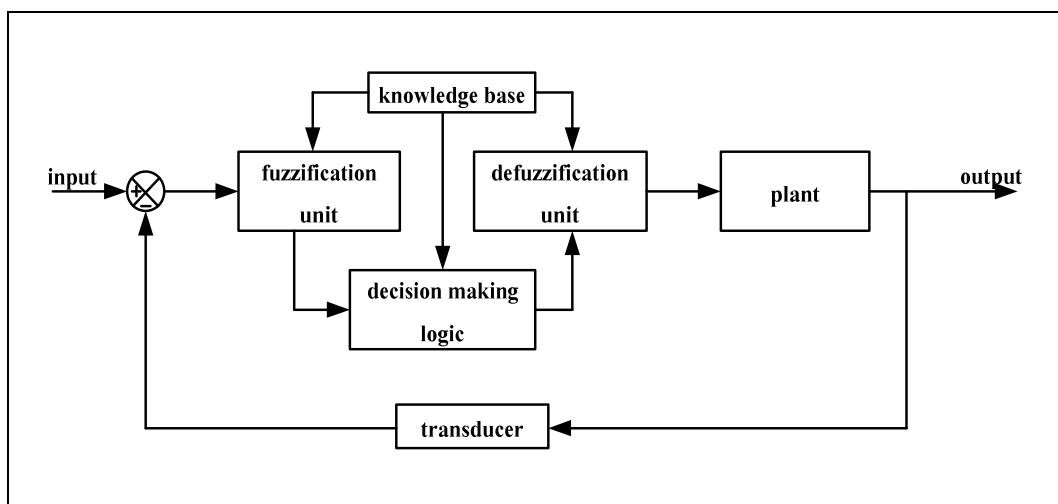 knowledge base
fuzzification
unit
defuzzification
unit
input
+
−
plant
output
decision making
logic
transducer